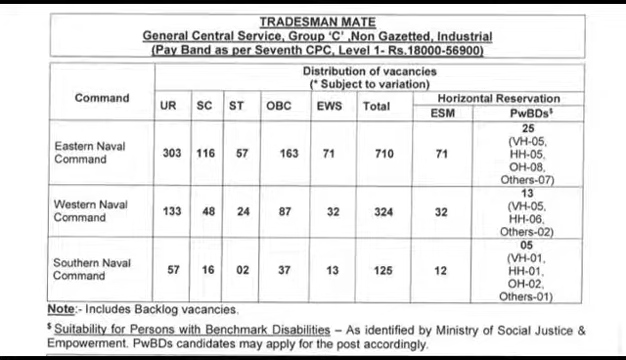 TRADESMAN MATE
General Central Service, Group 'C' ,Non Gazetted, Industrial
(Pay Band as per Seventh CPC, Level 1- Rs.18000-56900)
Command
Distribution of vacancies
(* Subject to variation)
UR SC ST OBC EWS Total Horizontal Reservation
ESM PwBDs$
Eastern Naval
Command
303 116 57 163 71 710 71
25
(VH-05,
HH-05,
OH-08,
Others-07)
Western Naval
Command
133 48 24 87 32 324 32
13
(VH-05,
HH-06,
Others-02)
Southern Naval
Command
57 16 02 37 13 125 12
05
(VH-01,
HH-01,
OH-02,
Others-01)
Note:- Includes Backlog vacancies.
$ Suitability for Persons with Benchmark Disabilities – As identified by Ministry of Social Justice &
Empowerment. PwBDs candidates may apply for the post accordingly.